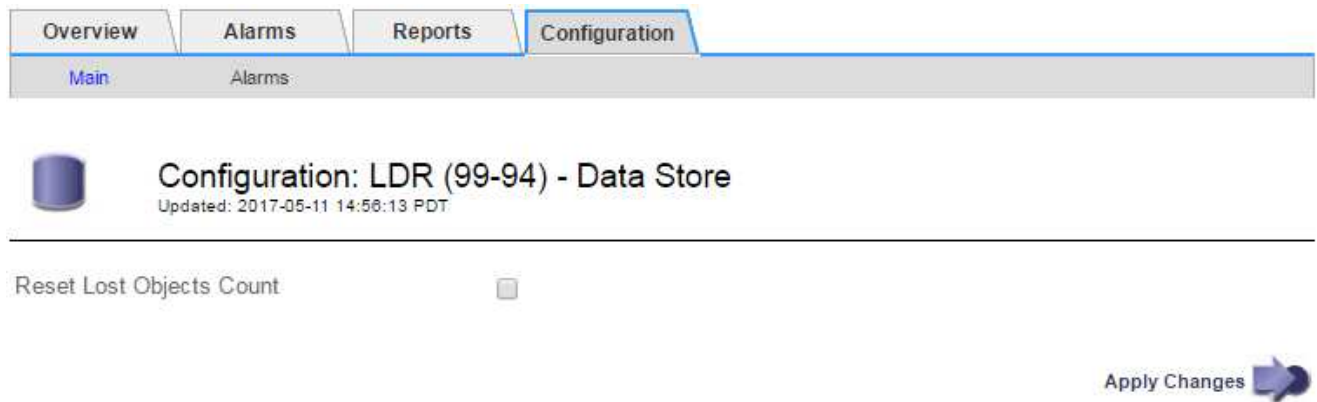 Overview Alarms Reports Configuration
Main Alarms
Configuration: LDR (99-94) - Data Store
Updated: 2017-05-11 14:56:13 PDT
Reset Lost Objects Count
Apply Changes